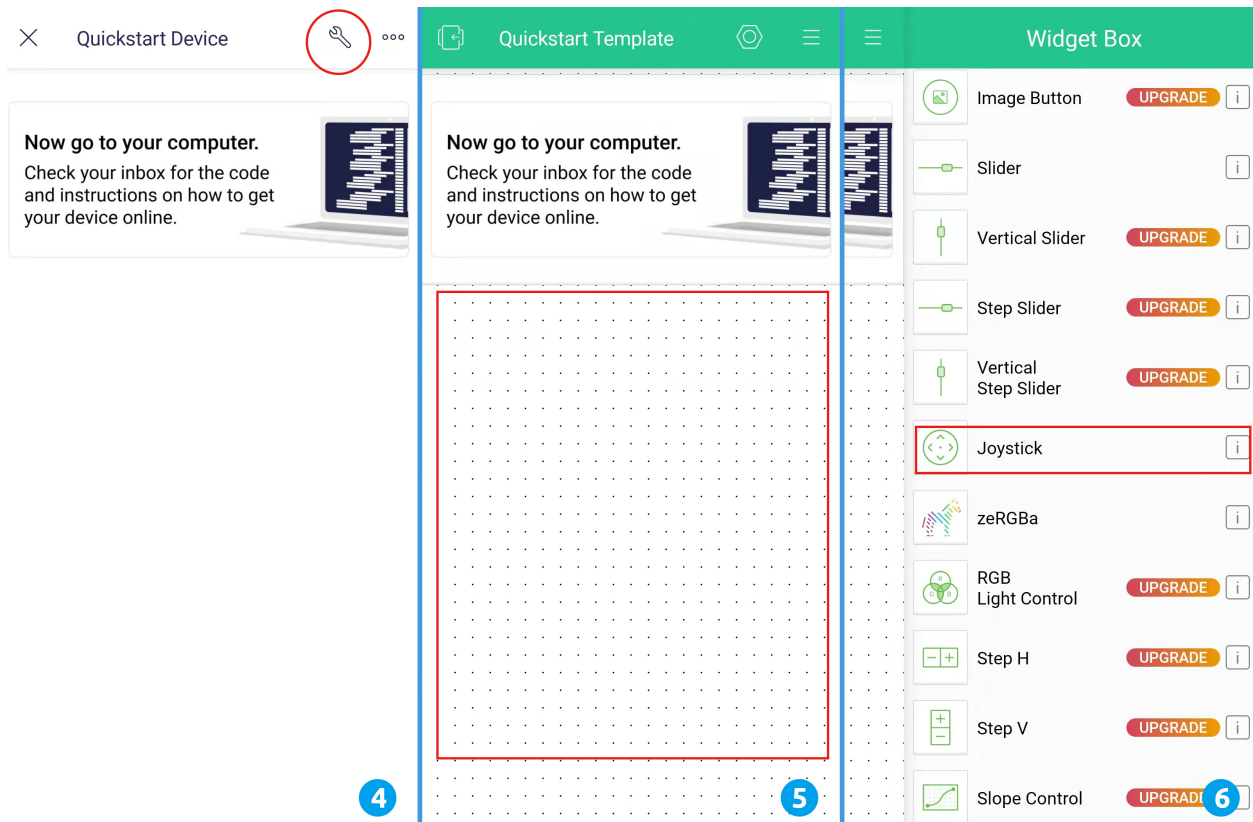 Quickstart Device
Now go to your computer.
Check your inbox for the code
and instructions on how to get
your device online.
4
Quickstart Template
Now go to your computer.
Check your inbox for the code
and instructions on how to get
your device online.
5
Widget Box
Image Button UPGRADE i
Slider i
Vertical Slider UPGRADE i
Step Slider UPGRADE i
Vertical
Step Slider UPGRADE i
Joystick i
zeRGBa i
RGB
Light Control UPGRADE i
Step H UPGRADE i
Step V UPGRADE i
Slope Control UPGRAD
6